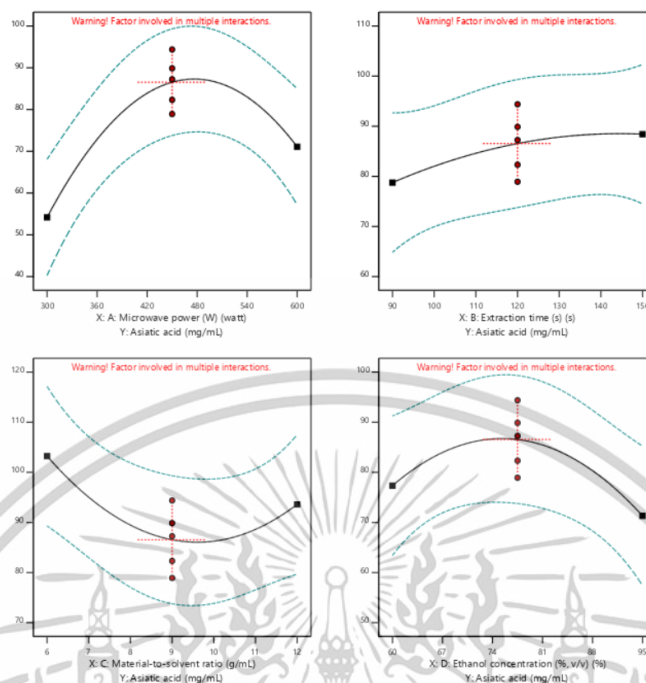 Warning! Factor involved in multiple interactions.
100
90
80
70
60
50
40
300 360 420 480 540 600
X: A: Microwave power (W) (watt)
Y: Asiatic acid (mg/mL)
Warning! Factor involved in multiple interactions.
110
100
90
80
70
60
90 100 110 120 130 140 150
X: B: Extraction time (s) (s)
Y: Asiatic acid (mg/mL)
Warning! Factor involved in multiple interactions.
120
110
100
90
80
70
6 7 8 9 10 11 12
X: C: Material-to-solvent ratio (g/mL)
Y: Asiatic acid (mg/mL)
Warning! Factor involved in multiple interactions.
100
90
80
70
60
50
60 67 74 81 88 95
X: D: Ethanol concentration (%, v/v) (%)
Y: Asiatic acid (mg/mL)